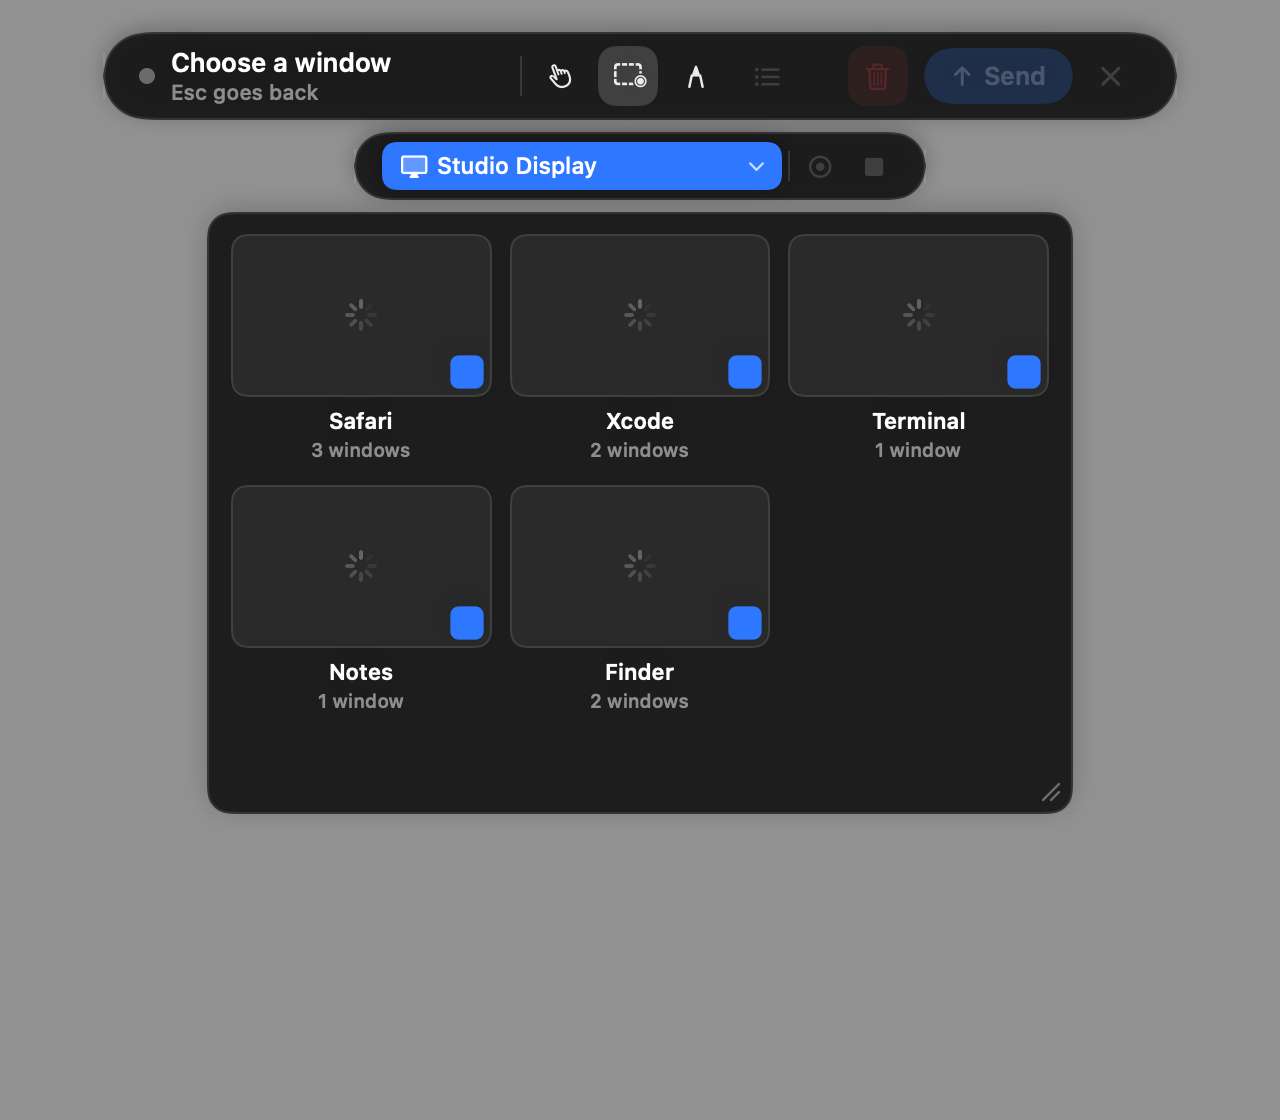 Choose a window
Esc goes back
Send
Studio Display
Safari
3 windows
Xcode
2 windows
Terminal
1 window
Notes
1 window
Finder
2 windows